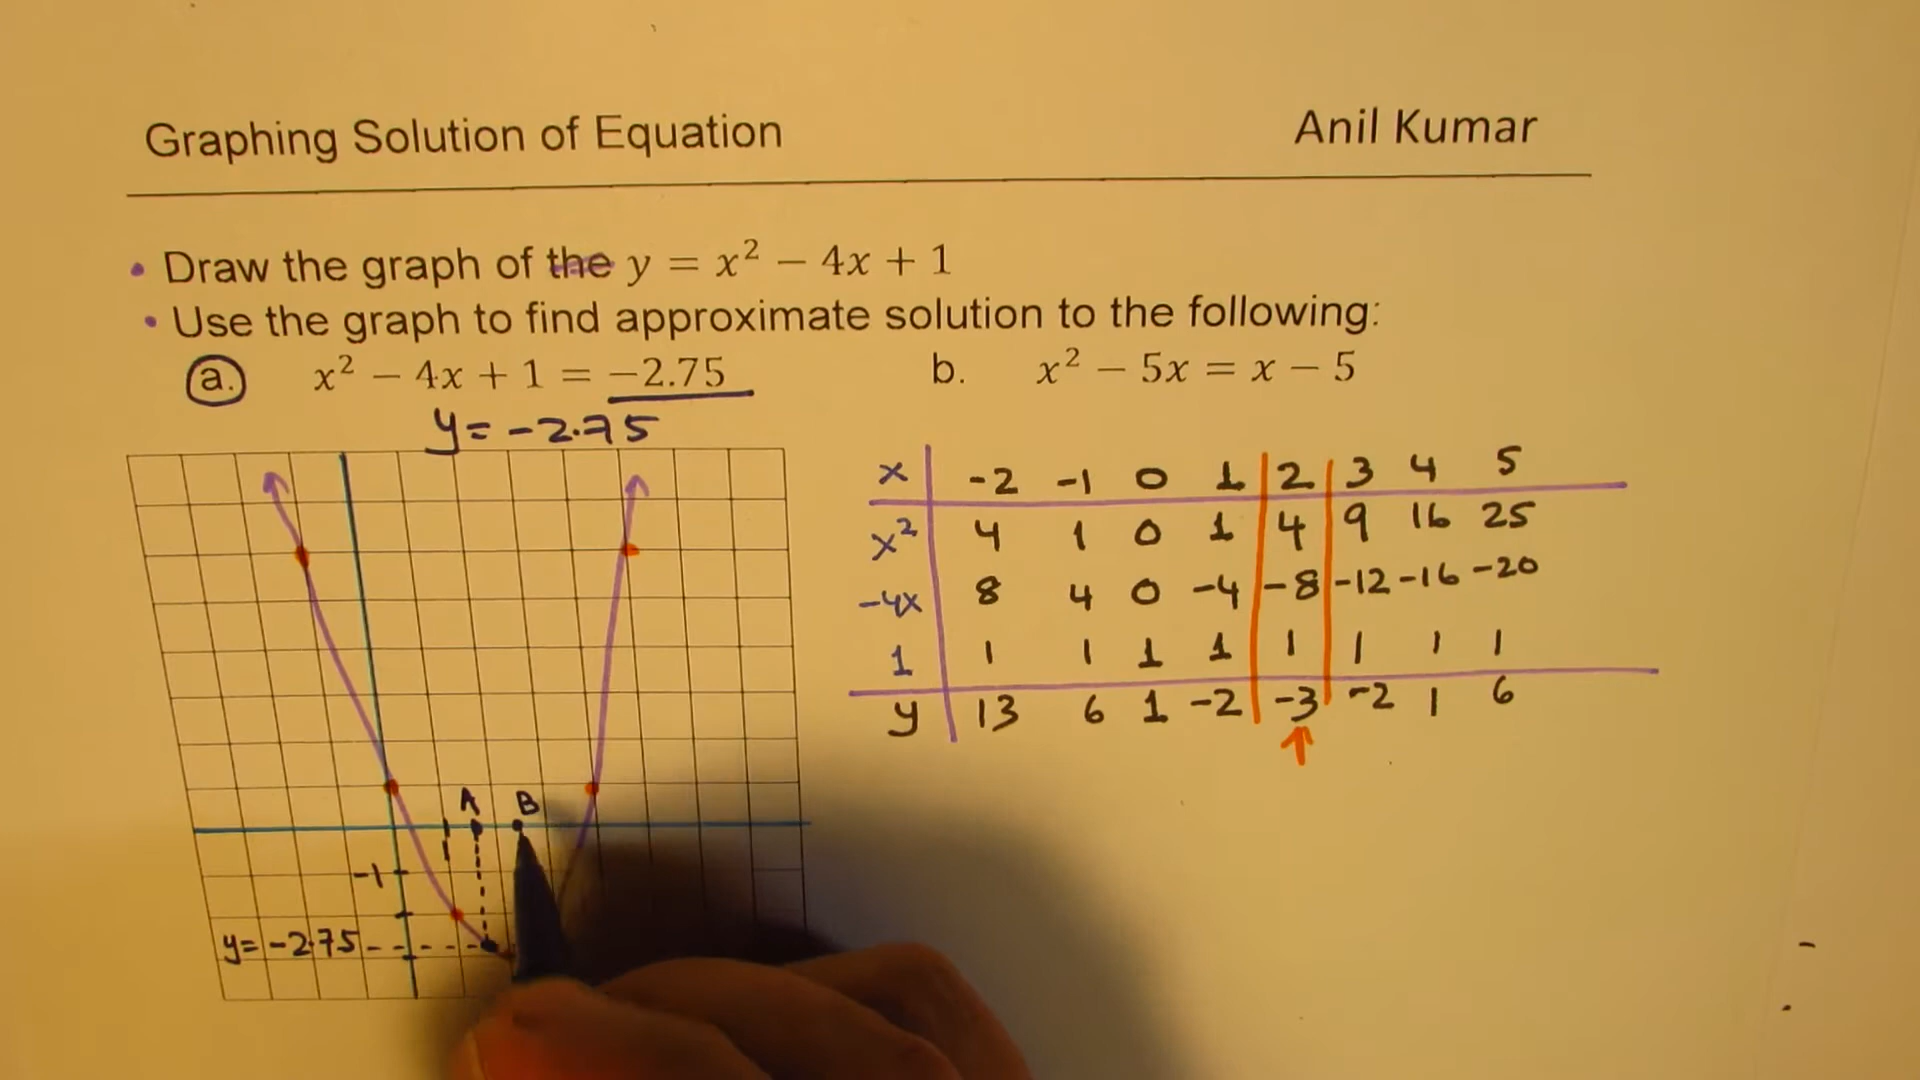 Graphing Solution of Equation Anil Kumar
• Draw the graph of the y = x² − 4x + 1
• Use the graph to find approximate solution to the following:
a. x² − 4x + 1 = −2.75 b. x² − 5x = x − 5
y = -2.75
x -2 -1 0 1 2 3 4 5
x² 4 1 0 1 4 9 16 25
-4x 8 4 0 -4 -8 -12 -16 -20
1 1 1 1 1 1 1 1 1
y 13 6 1 -2 -3 -2 1 6
A B
1
-1
y = -2.75